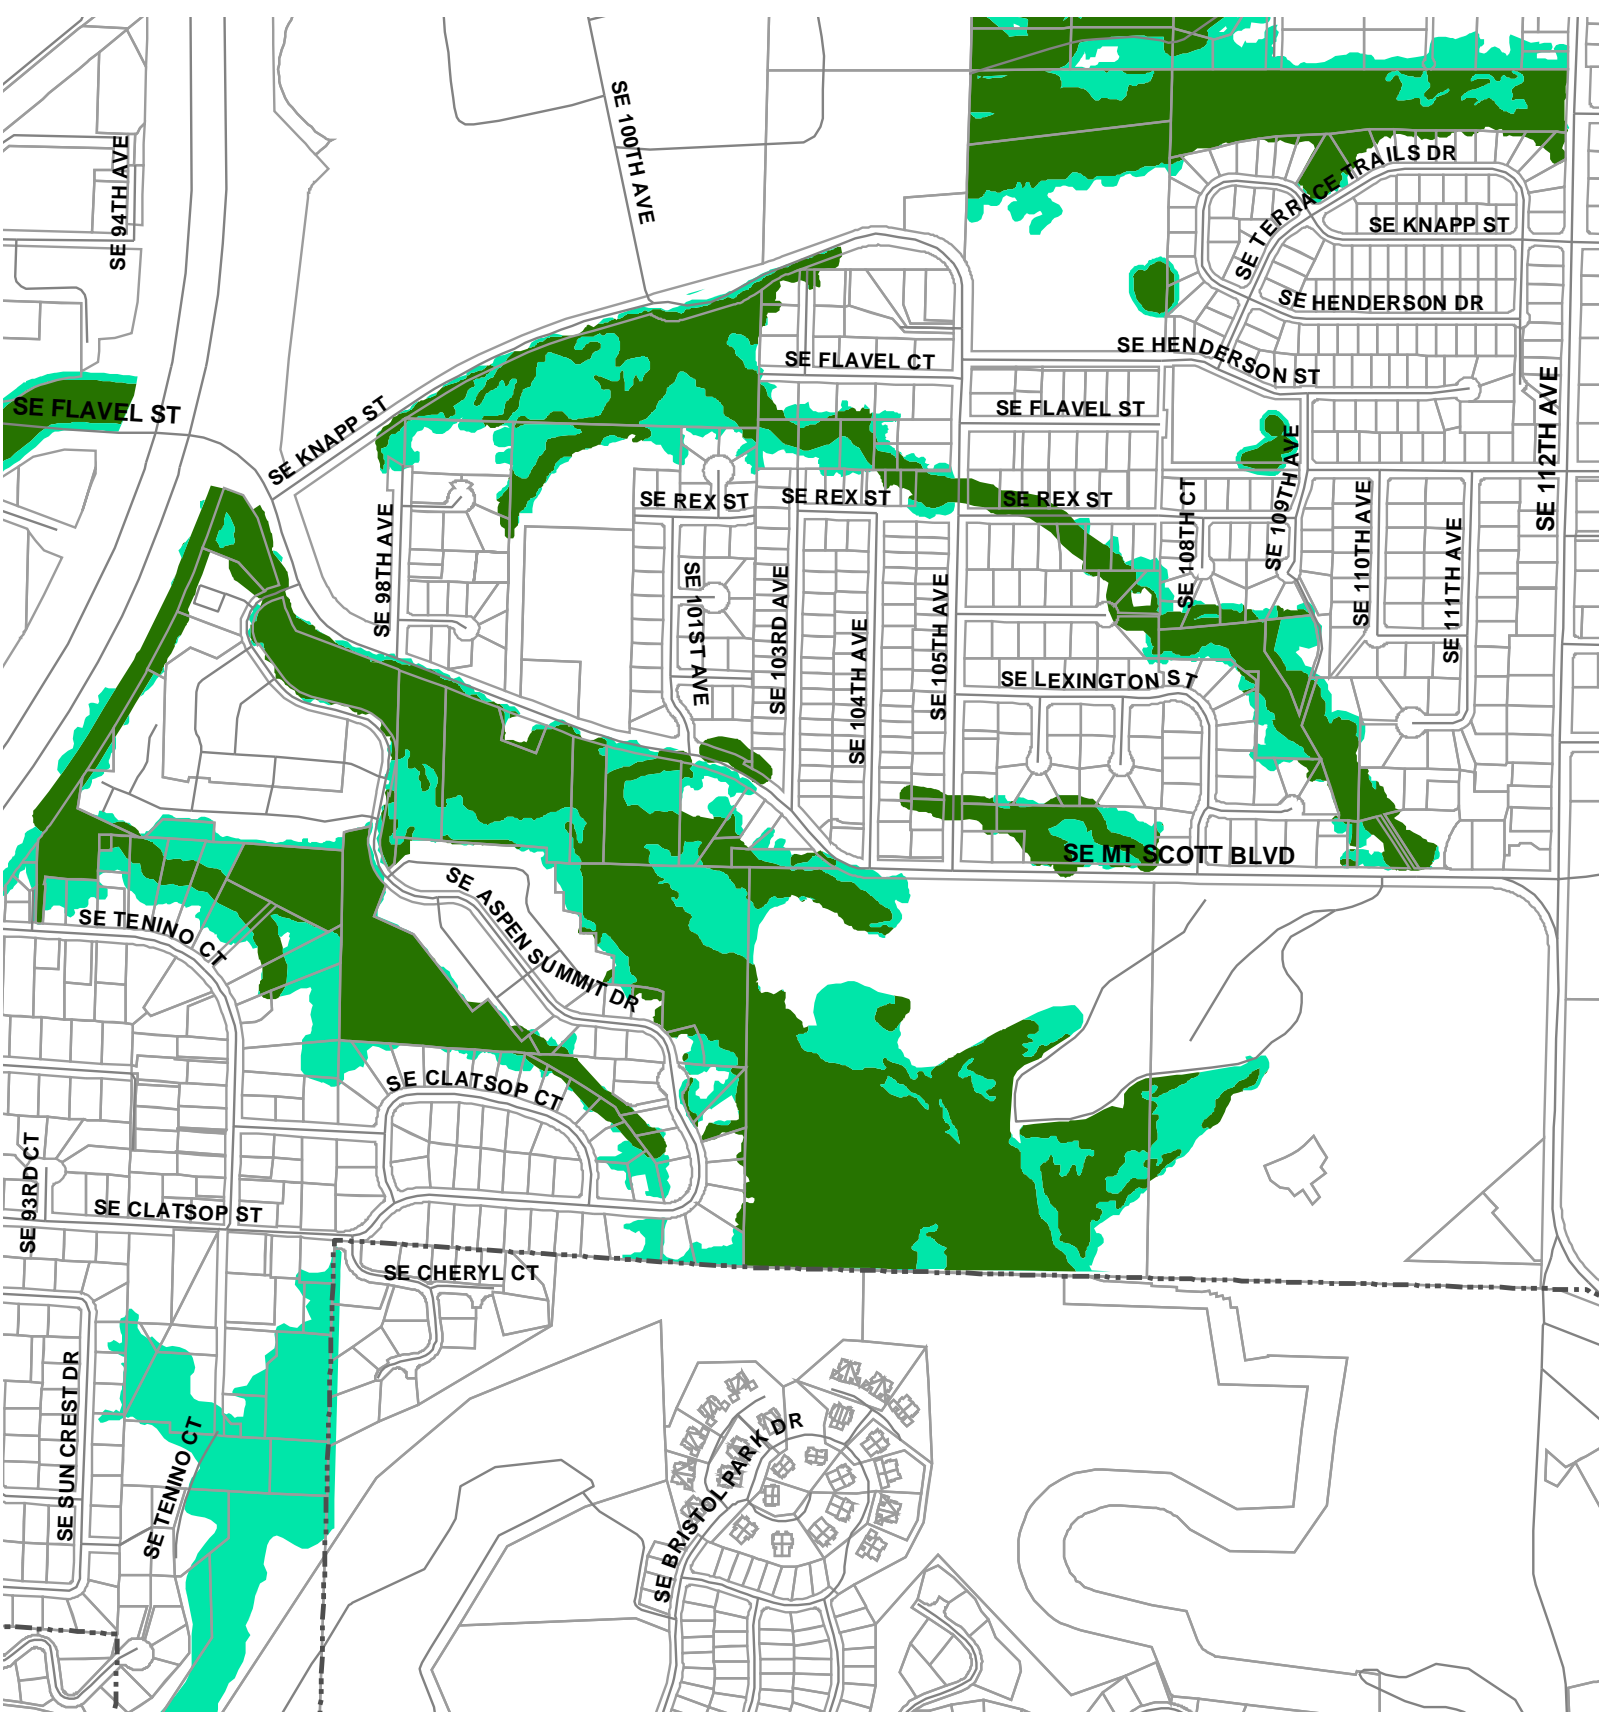 SE 100TH AVE
SE 94TH AVE
SE TERRACE TRAILS DR
SE KNAPP ST
SE HENDERSON DR
SE HENDERSON ST
SE FLAVEL CT
SE FLAVEL ST
SE FLAVEL ST
SE KNAPP ST
SE 112TH AVE
SE REX ST
SE REX ST
SE REX ST
SE 98TH AVE
SE 101ST AVE
SE 103RD AVE
SE 104TH AVE
SE 105TH AVE
SE 108TH CT
SE 109TH AVE
SE 110TH AVE
SE 111TH AVE
SE LEXINGTON ST
SE MT SCOTT BLVD
SE ASPEN SUMMIT DR
SE TENINO CT
SE CLATSOP CT
SE 93RD CT
SE CLATSOP ST
SE CHERYL CT
SE SUN CREST DR
SE TENINO CT
SE BRISTOL PARK DR